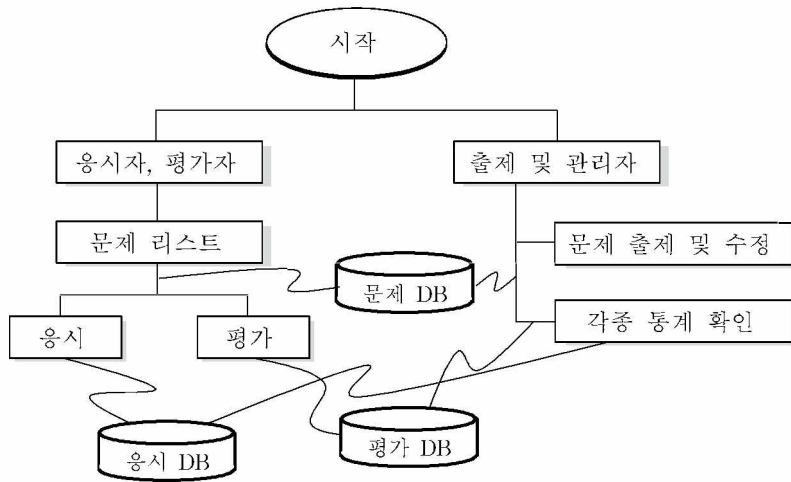 시작
응시자, 평가자
출제 및 관리자
문제 리스트
문제 출제 및 수정
문제 DB
응시
평가
각종 통계 확인
응시 DB
평가 DB